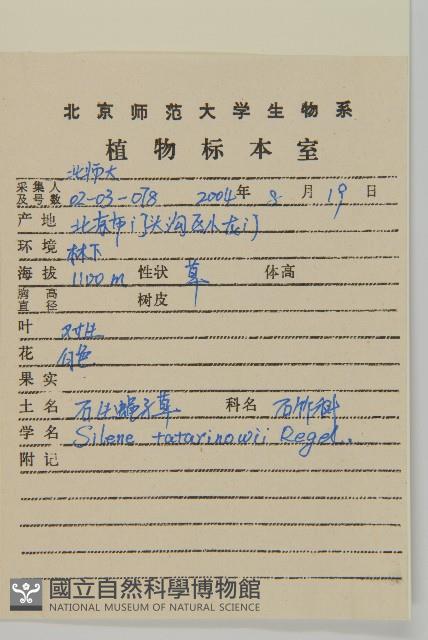 北京师范大学生物系
植物标本室
北师大
采集人及号数 02-03-078 2004年 8月 19日
产地 北京市门头沟区小龙门
环境 林下
海拔 1100 m 性状 草 体高
胸高直径 树皮
叶 对生
花 白色
果实
土名 石生蝇子草 科名 石竹科
学名 Silene tatarinowii Regel.
附记
國立自然科學博物館
NATIONAL MUSEUM OF NATURAL SCIENCE